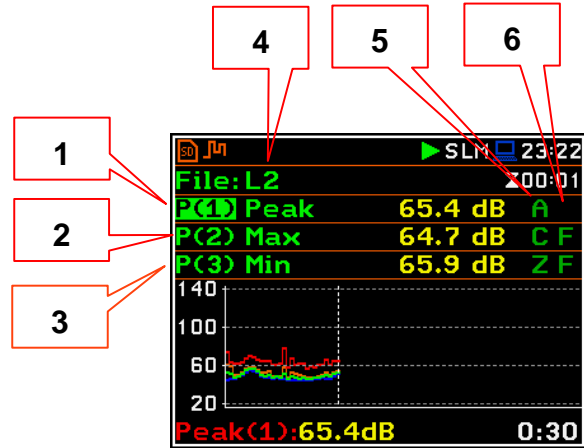 4
5
6
1
2
3
SD SLM 23:22
File:L2 00:01
P(1) Peak 65.4 dB A
P(2) Max 64.7 dB C F
P(3) Min 65.9 dB Z F
140
100
60
20
Peak(1):65.4dB 0:30